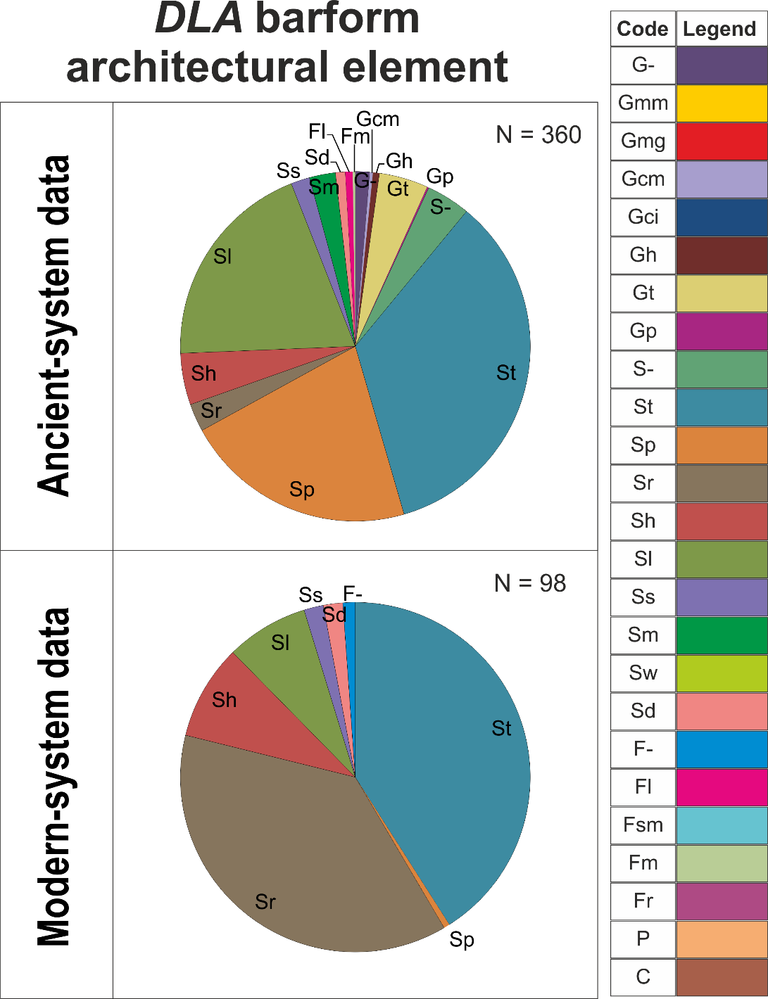 DLA barform
architectural element
Ancient-system data
N = 360
Gcm
Fl
Fm
Sd
Gh
Ss
Sm
G-
Gt
Gp
S-
Sl
St
Sh
Sr
Sp
Modern-system data
N = 98
Ss
F-
Sd
Sl
Sh
St
Sr
Sp
Code Legend
G-
Gmm
Gmg
Gcm
Gci
Gh
Gt
Gp
S-
St
Sp
Sr
Sh
Sl
Ss
Sm
Sw
Sd
F-
Fl
Fsm
Fm
Fr
P
C